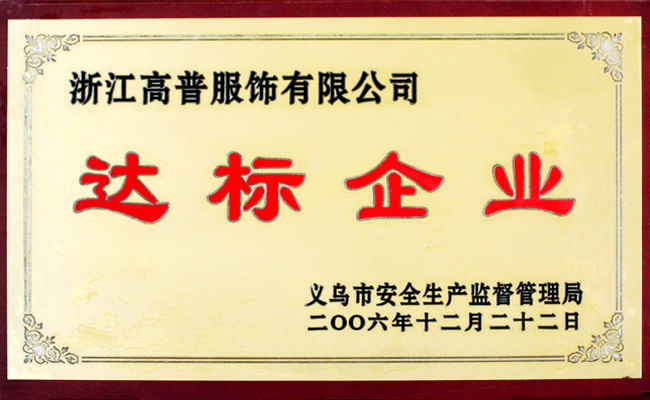 浙江高普服饰有限公司
达标企业
义乌市安全生产监督管理局
二OO六年十二月二十二日